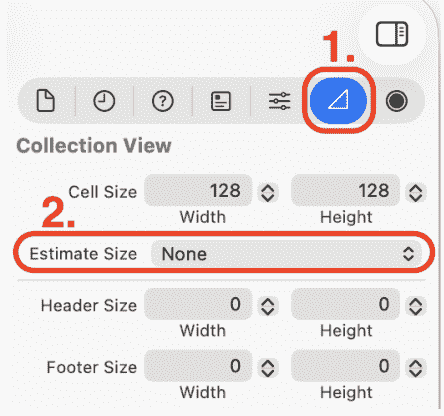 1.
?
Collection View
Cell Size 128 128
Width Height
2.
Estimate Size None
Header Size 0 0
Width Height
Footer Size 0 0
Width Height